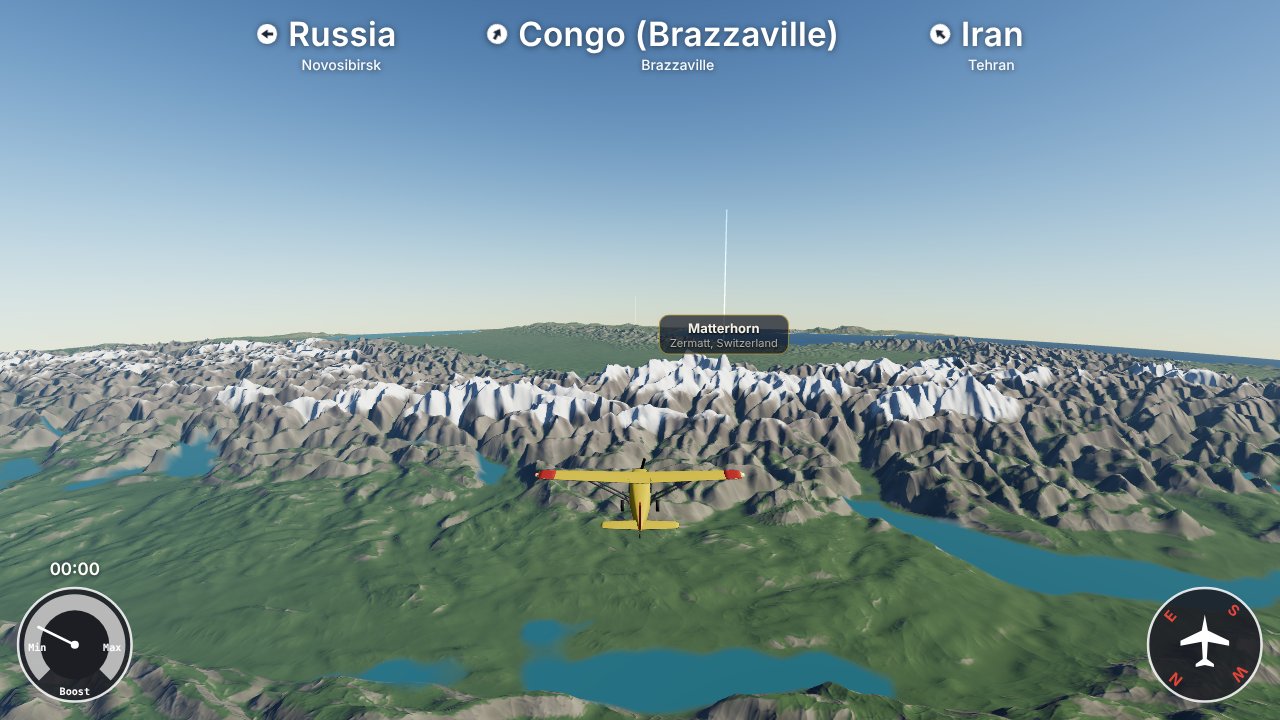 Russia
Novosibirsk
Congo (Brazzaville)
Brazzaville
Iran
Tehran
Matterhorn
Zermatt, Switzerland
00:00
Min
Max
Boost
E
S
N
W